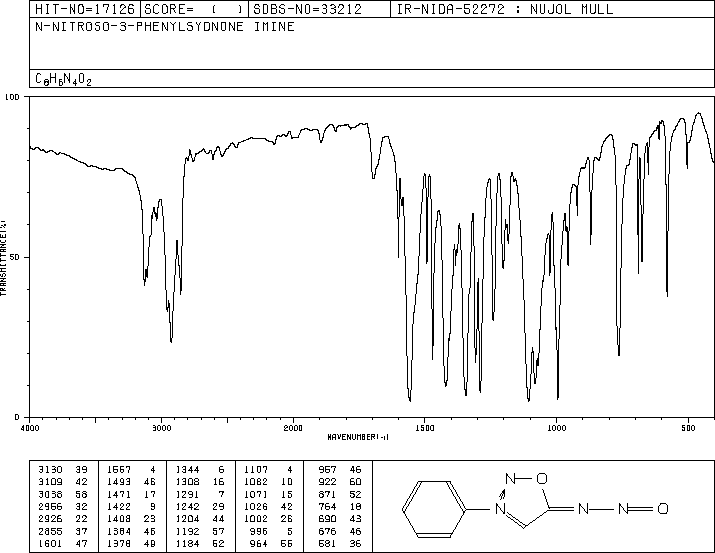 HIT-NO=17126 SCORE= ( ) SDBS-NO=33212 IR-NIDA-52272 : NUJOL MULL
N-NITROSO-3-PHENYLSYDNONE IMINE
C8H6N4O2
100
TRANSMITTANCE(%)
50
0
4000 3000 2000 1500 1000 500
WAVENUMBER(-1)
3130 39 1567 4 1344 6 1107 4 967 46
3109 42 1493 46 1308 16 1082 10 922 60
3038 58 1471 17 1291 7 1071 15 871 52
2966 32 1422 9 1242 29 1026 42 764 18
2926 22 1408 23 1204 44 1002 26 690 43
2855 37 1384 46 1192 57 996 5 676 46
1601 47 1378 49 1184 52 964 55 581 36
N O
N N N O